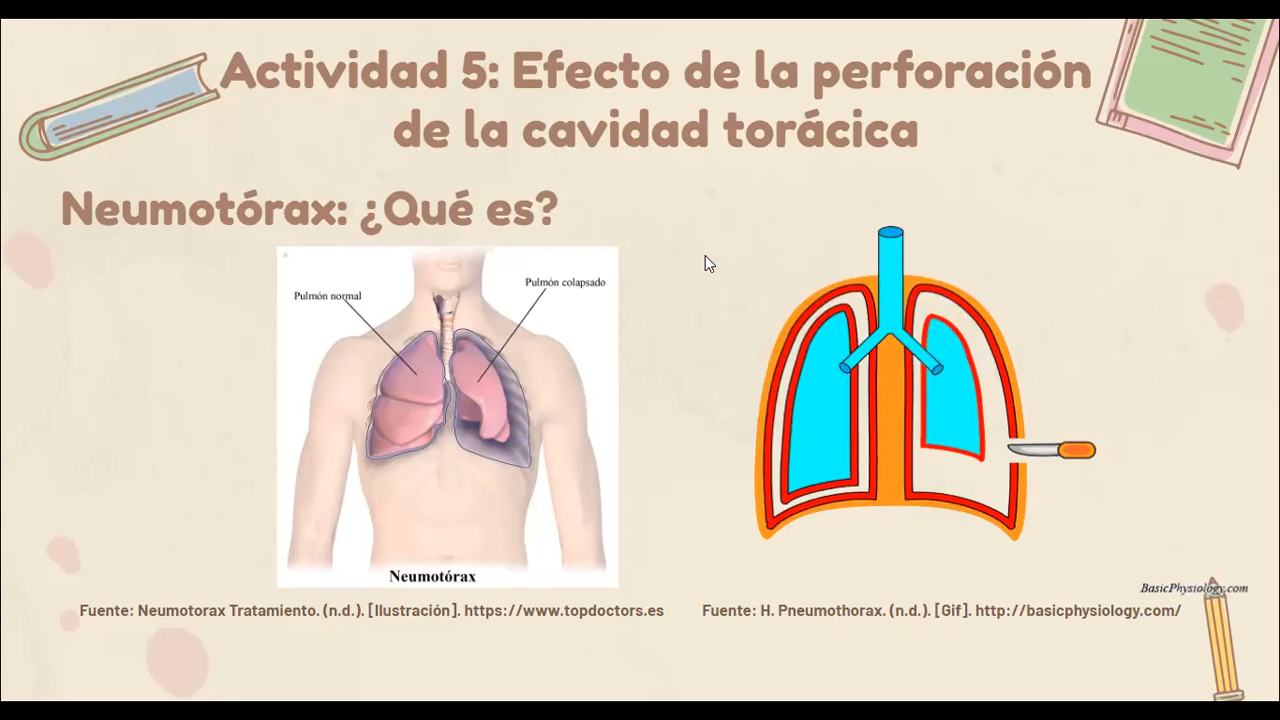 Actividad 5: Efecto de la perforación
de la cavidad torácica
Neumotórax: ¿Qué es?
Pulmón normal
Pulmón colapsado
Neumotórax
BasicPhysiology.com
Fuente: Neumotorax Tratamiento. (n.d.). [Ilustración]. https://www.topdoctors.es
Fuente: H. Pneumothorax. (n.d.). [Gif]. http://basicphysiology.com/